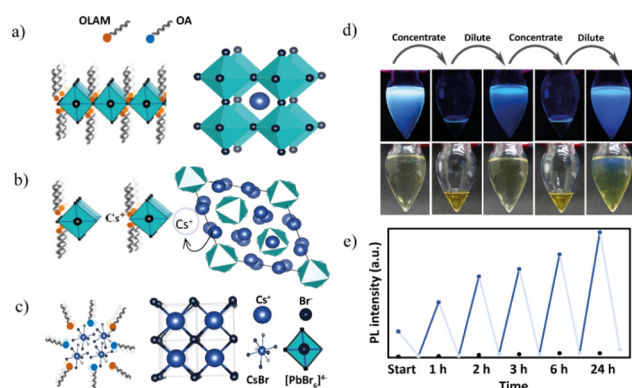 OLAM
OA
a)
b)
Cs⁺
Cs⁺
c)
Cs⁺
Br⁻
CsBr
[PbBr₆]⁴⁻
d)
Concentrate
Dilute
Concentrate
Dilute
e)
PL intensity (a.u.)
Start
1 h
2 h
3 h
6 h
24 h
Time